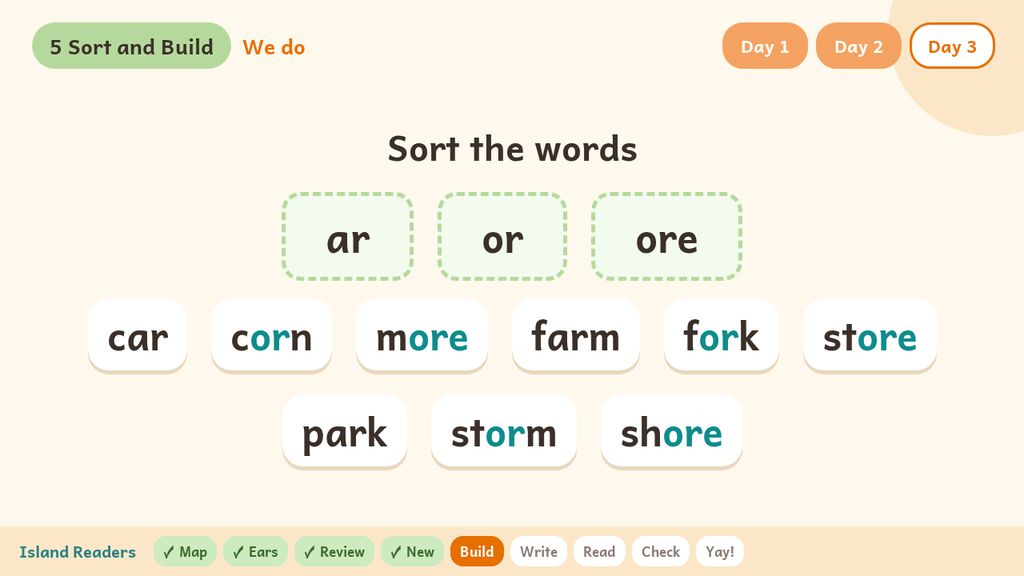 5 Sort and Build We do Day 1 Day 2 Day 3
Sort the words
ar or ore
car corn more farm fork store
park storm shore
Island Readers ✓ Map ✓ Ears ✓ Review ✓ New Build Write Read Check Yay!